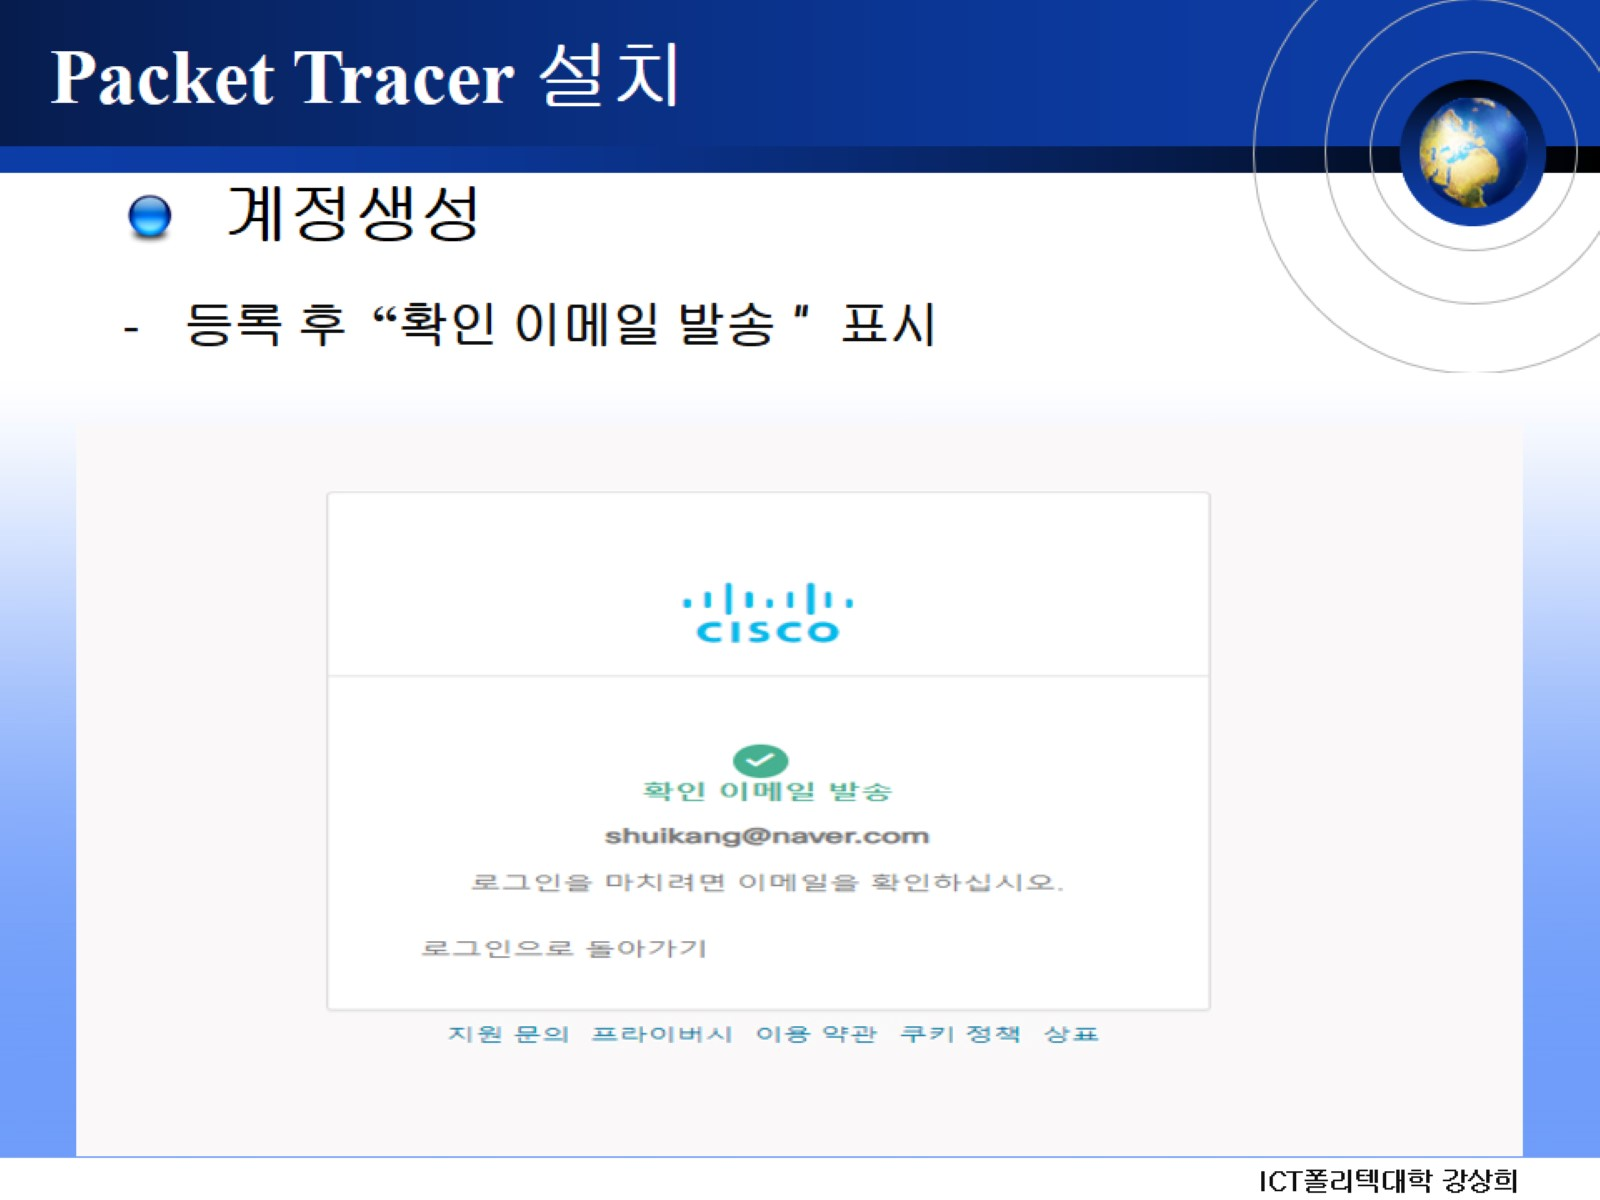 Packet Tracer 설치
계정생성
- 등록 후 “확인 이메일 발송 " 표시
CISCO
확인 이메일 발송
shuikang@naver.com
로그인을 마치려면 이메일을 확인하십시오.
로그인으로 돌아가기
지원 문의 프라이버시 이용 약관 쿠키 정책 상표
ICT폴리텍대학 강상희